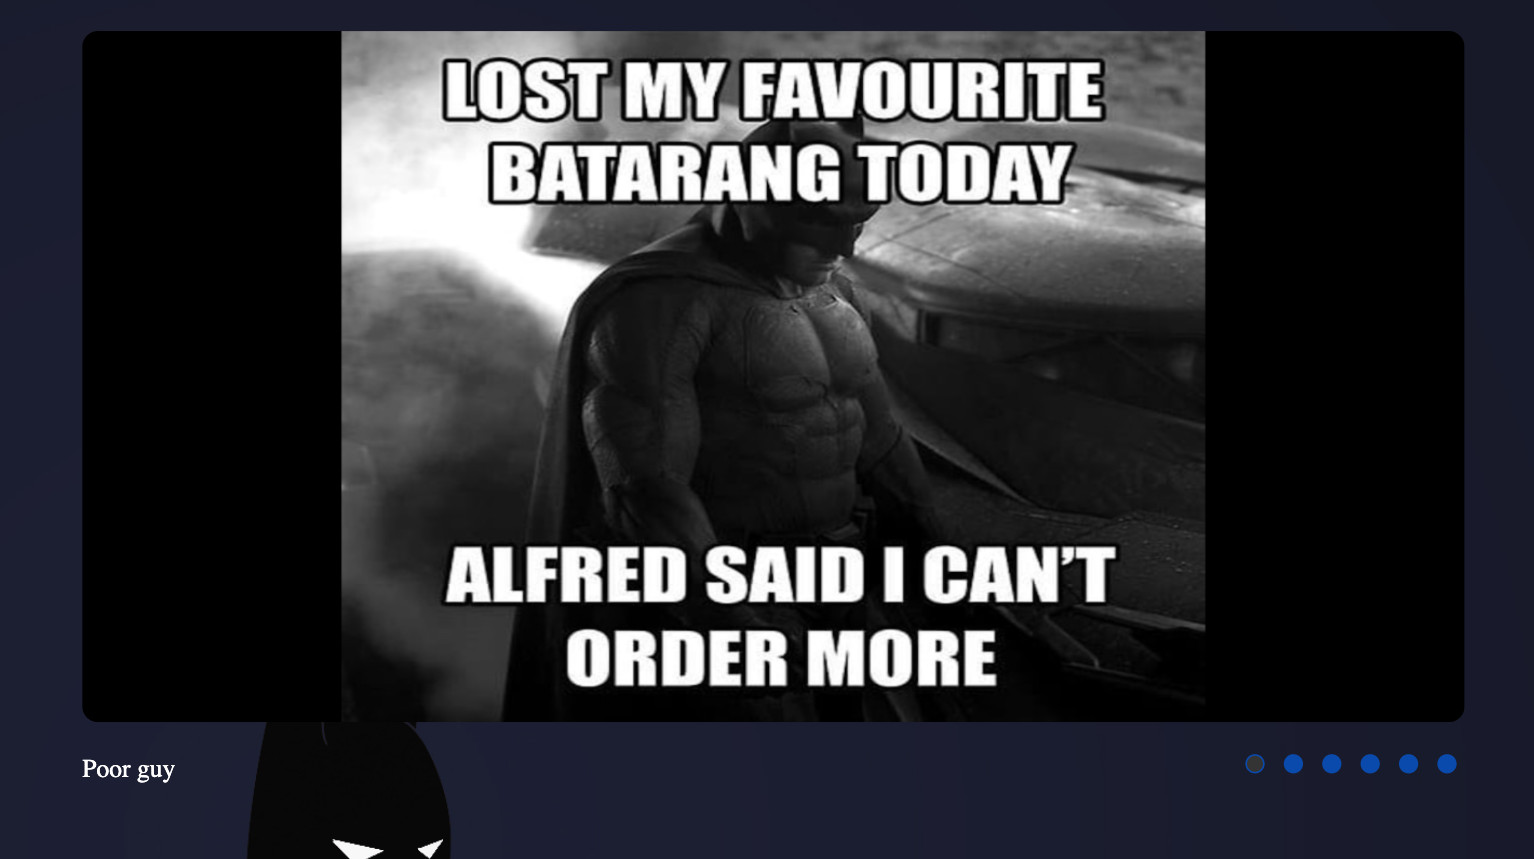 LOST MY FAVOURITE
BATARANG TODAY
ALFRED SAID I CAN'T
ORDER MORE
Poor guy